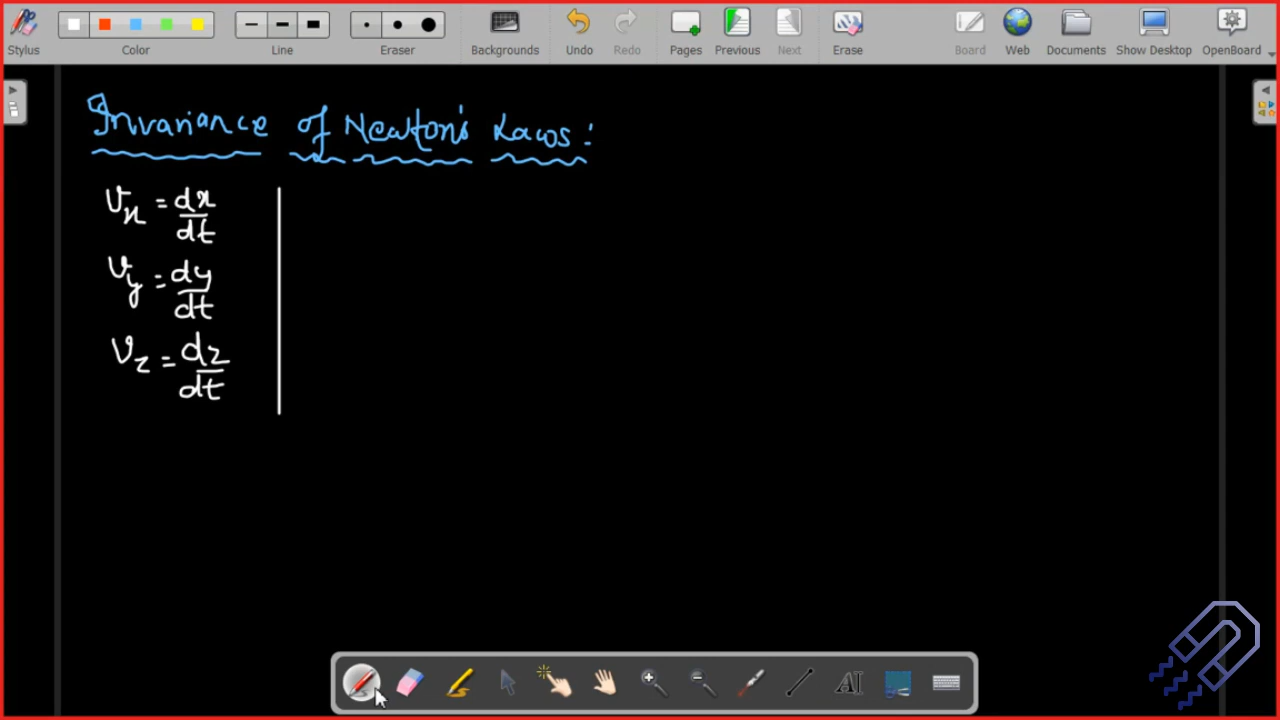 Stylus
Color
Line
Eraser
Backgrounds
Undo
Redo
Pages
Previous
Next
Erase
Board
Web
Documents
Show Desktop
OpenBoard
Invariance of Newton's Laws:
Vx = dx/dt
Vy = dy/dt
Vz = dz/dt
AI